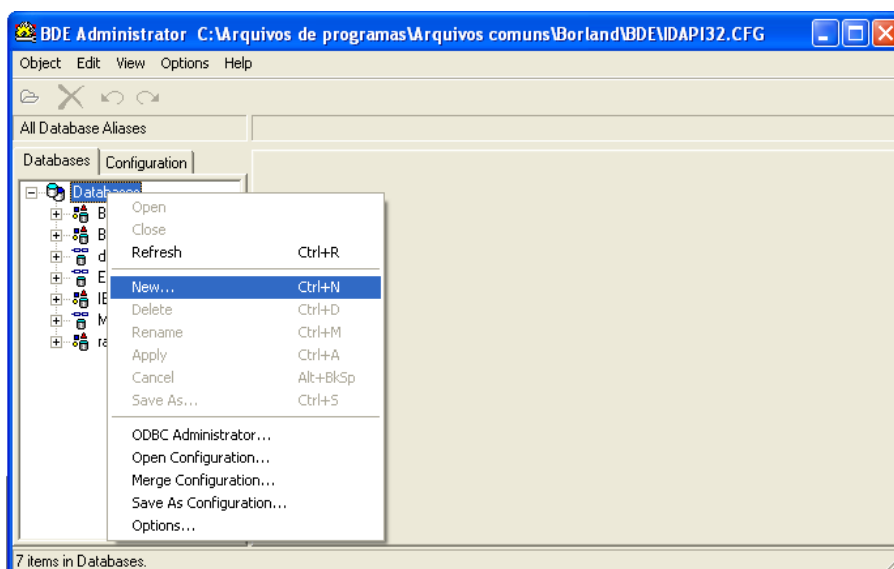 BDE Administrator C:\Arquivos de programas\Arquivos comuns\Borland\BDE\IDAPI32.CFG
Object Edit View Options Help
All Database Aliases
Databases Configuration
Databases
Open
Close
Refresh Ctrl+R
New... Ctrl+N
Delete Ctrl+D
Rename Ctrl+M
Apply Ctrl+A
Cancel Alt+BkSp
Save As... Ctrl+S
ODBC Administrator...
Open Configuration...
Merge Configuration...
Save As Configuration...
Options...
7 items in Databases.